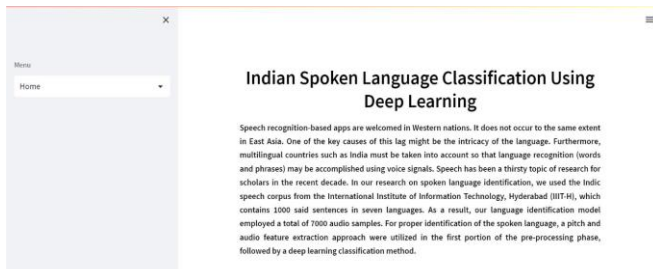 Menu
Home
Indian Spoken Language Classification Using
Deep Learning
Speech recognition-based apps are welcomed in Western nations. It does not occur to the same extent
in East Asia. One of the key causes of this lag might be the intricacy of the language. Furthermore,
multilingual countries such as India must be taken into account so that language recognition (words
and phrases) may be accomplished using voice signals. Speech has been a thirsty topic of research for
scholars in the recent decade. In our research on spoken language identification, we used the Indic
speech corpus from the International Institute of Information Technology, Hyderabad (IIIT-H), which
contains 1000 said sentences in seven languages. As a result, our language identification model
employed a total of 7000 audio samples. For proper identification of the spoken language, a pitch and
audio feature extraction approach were utilized in the first portion of the pre-processing phase,
followed by a deep learning classification method.